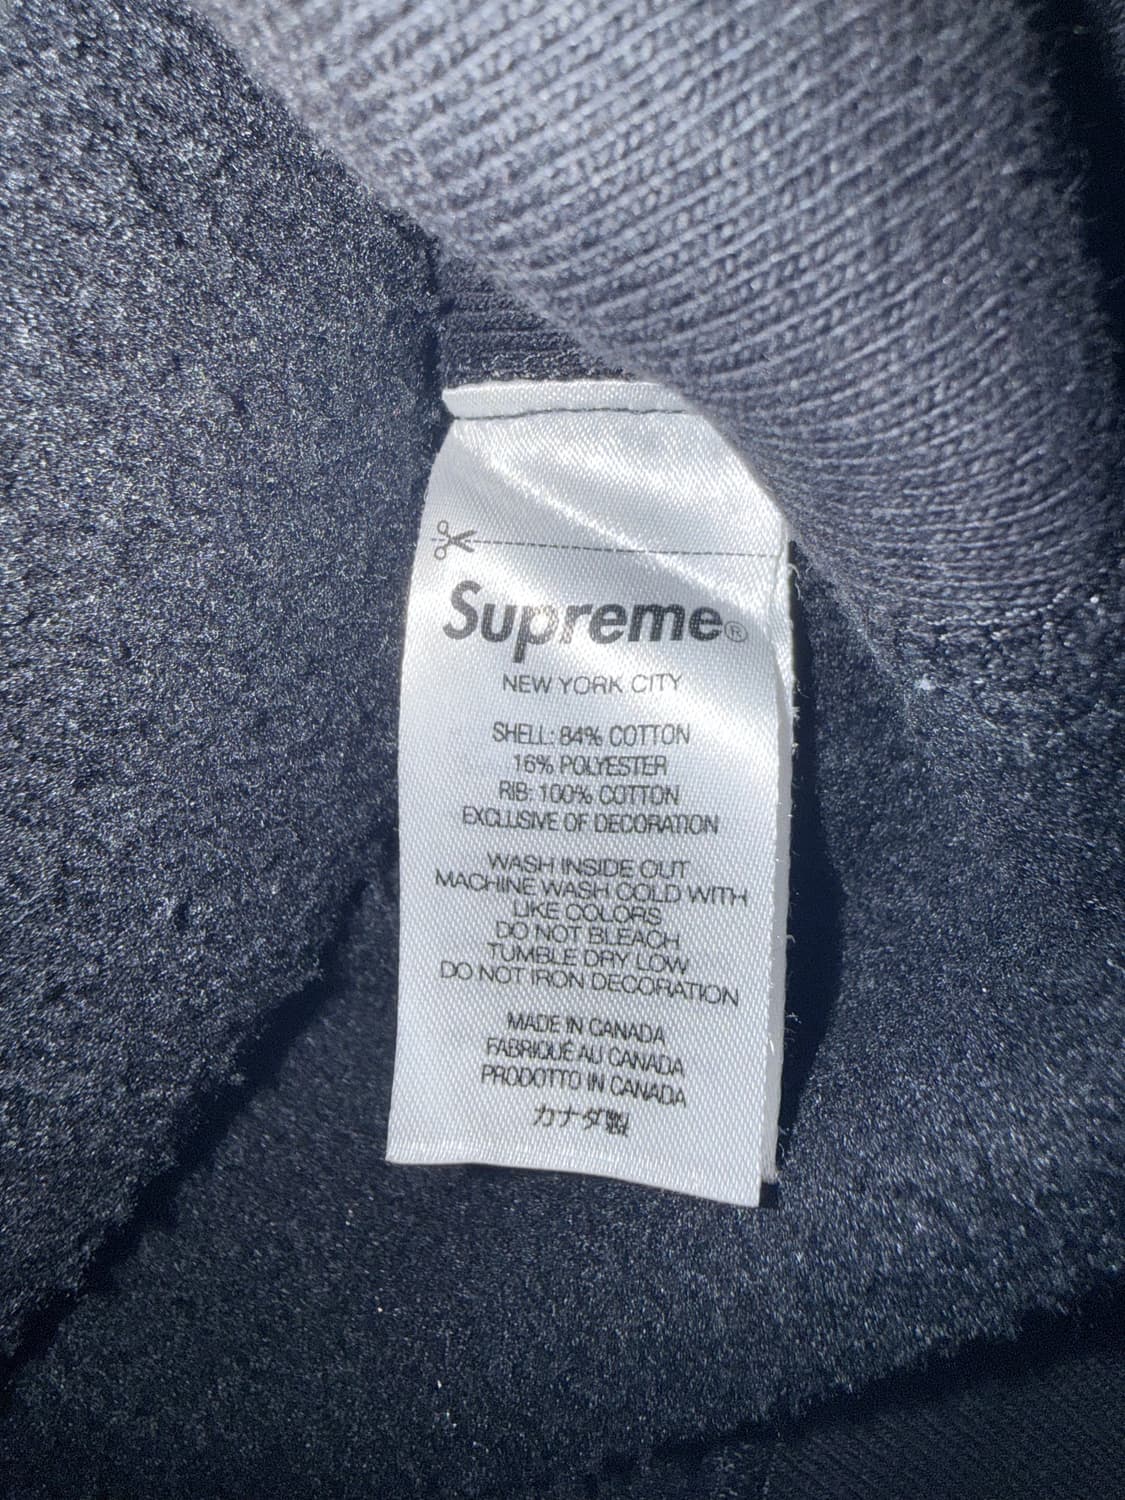 Supreme®
NEW YORK CITY
SHELL: 84% COTTON
16% POLYESTER
RIB: 100% COTTON
EXCLUSIVE OF DECORATION
WASH INSIDE OUT
MACHINE WASH COLD WITH
LIKE COLORS
DO NOT BLEACH
TUMBLE DRY LOW
DO NOT IRON DECORATION
MADE IN CANADA
FABRIQUÉ AU CANADA
PRODOTTO IN CANADA
カナダ製